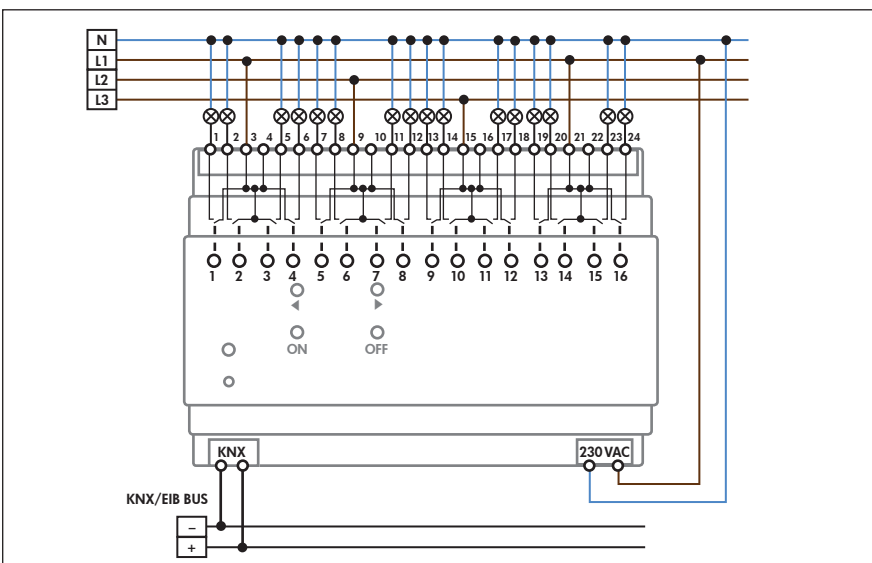 N
L1
L2
L3
1 2 3 4 5 6 7 8 9 10 11 12 13 14 15 16 17 18 19 20 21 22 23 24
1 2 3 4 5 6 7 8 9 10 11 12 13 14 15 16
ON OFF
KNX 230 VAC
KNX/EIB BUS
–
+